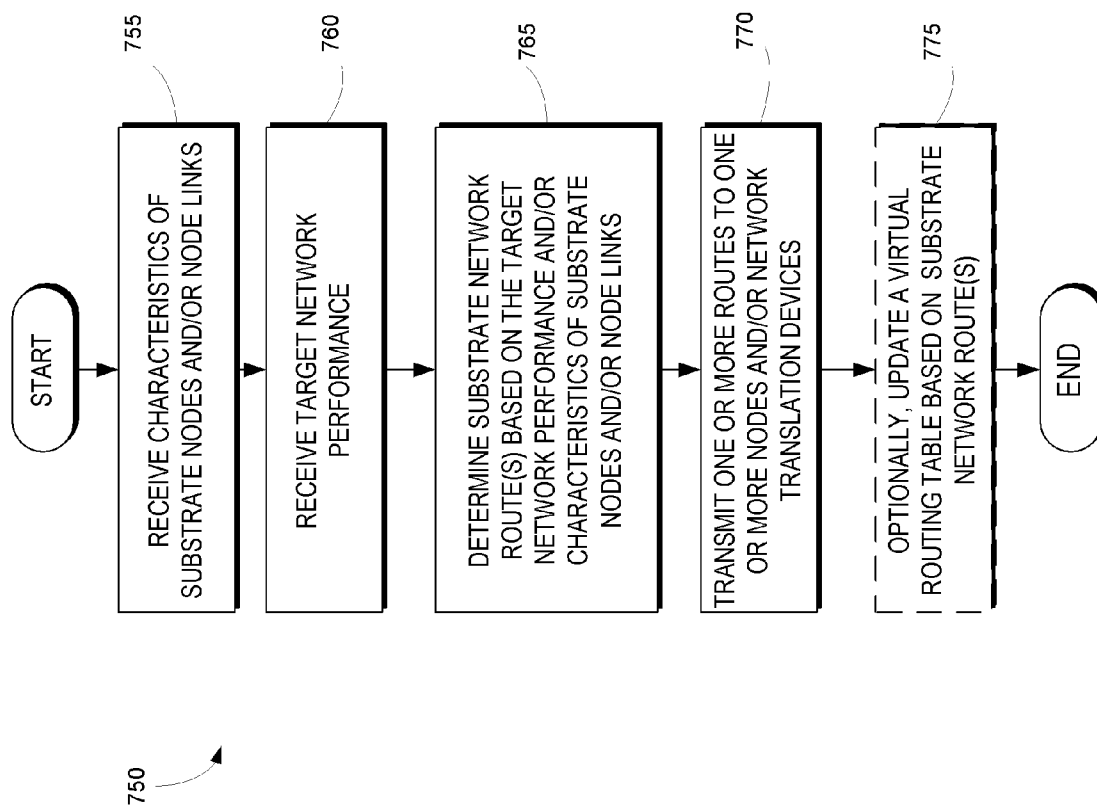 750
START
RECEIVE CHARACTERISTICS OF
SUBSTRATE NODES AND/OR NODE LINKS
755
RECEIVE TARGET NETWORK
PERFORMANCE
760
DETERMINE SUBSTRATE NETWORK
ROUTE(S) BASED ON THE TARGET
NETWORK PERFORMANCE AND/OR
CHARACTERISTICS OF SUBSTRATE
NODES AND/OR NODE LINKS
765
TRANSMIT ONE OR MORE ROUTES TO ONE
OR MORE NODES AND/OR NETWORK
TRANSLATION DEVICES
770
OPTIONALLY, UPDATE A VIRTUAL
ROUTING TABLE BASED ON SUBSTRATE
NETWORK ROUTE(S)
775
END